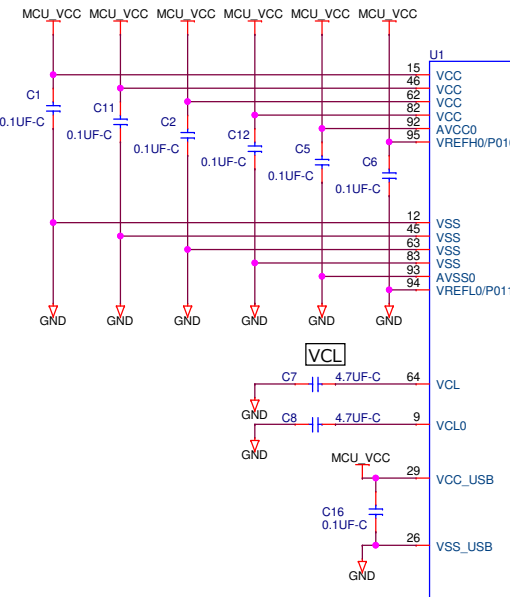 MCU_VCC MCU_VCC MCU_VCC MCU_VCC MCU_VCC MCU_VCC
U1
15 VCC
46 VCC
62 VCC
82 VCC
92 AVCC0
95 VREFH0/P010
C1
0.1UF-C
C11
0.1UF-C
C2
0.1UF-C
C12
0.1UF-C
C5
0.1UF-C
C6
0.1UF-C
12 VSS
45 VSS
63 VSS
83 VSS
93 AVSS0
94 VREFL0/P011
GND GND GND GND GND GND
VCL
C7 4.7UF-C 64 VCL
GND
C8 4.7UF-C 9 VCL0
GND
MCU_VCC
29 VCC_USB
C16
0.1UF-C
26 VSS_USB
GND